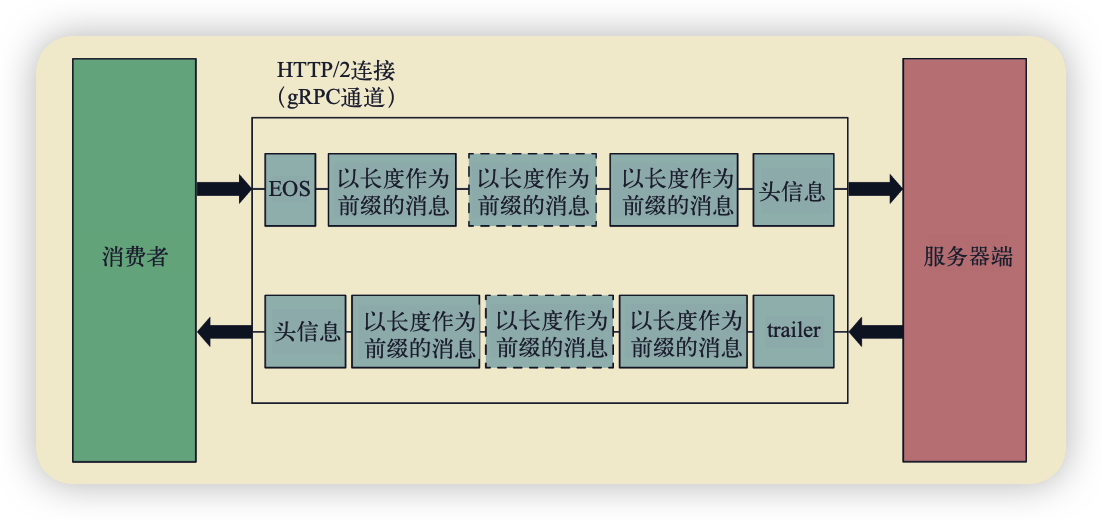 HTTP/2连接
（gRPC通道）
消费者
EOS
以长度作为
前缀的消息
以长度作为
前缀的消息
以长度作为
前缀的消息
头信息
服务器端
头信息
以长度作为
前缀的消息
以长度作为
前缀的消息
以长度作为
前缀的消息
trailer